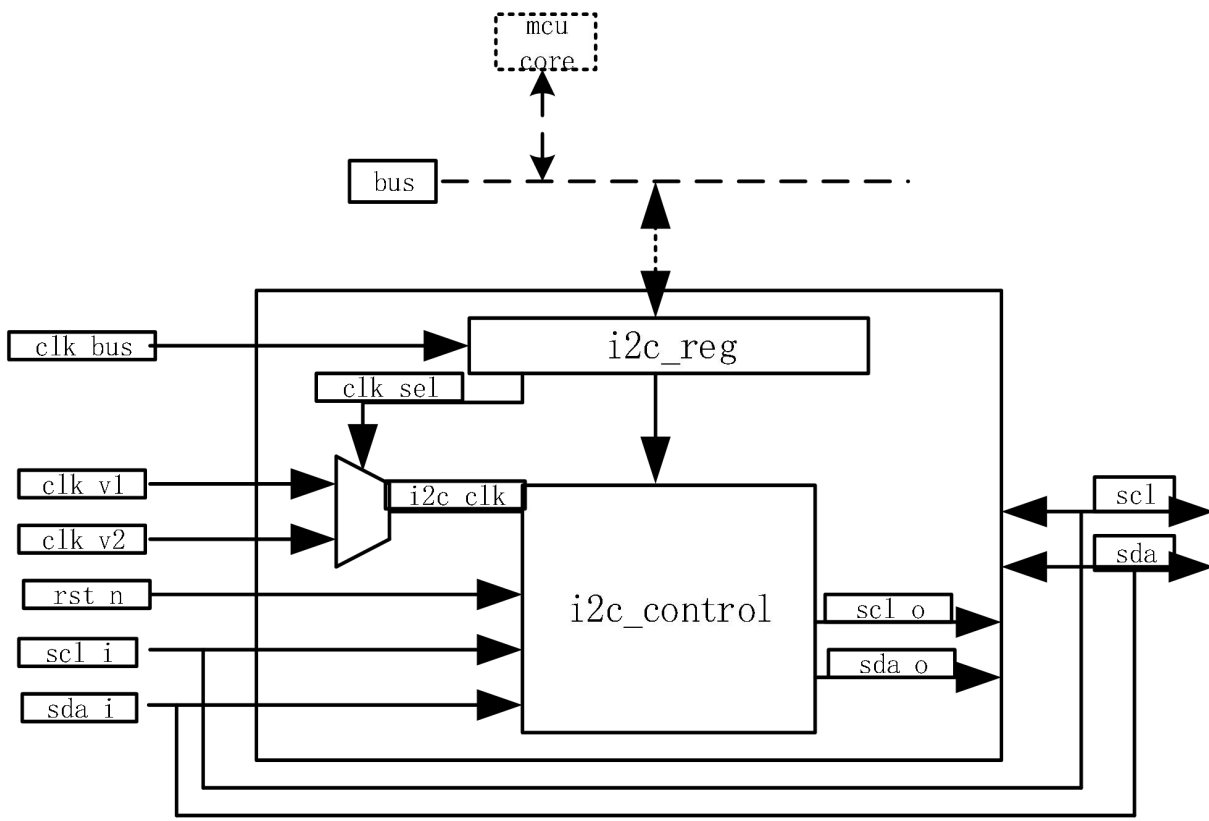 mcu
core
bus
clk bus
i2c_reg
clk sel
clk v1
i2c clk
scl
clk v2
sda
rst n
i2c_control
scl o
scl i
sda o
sda i